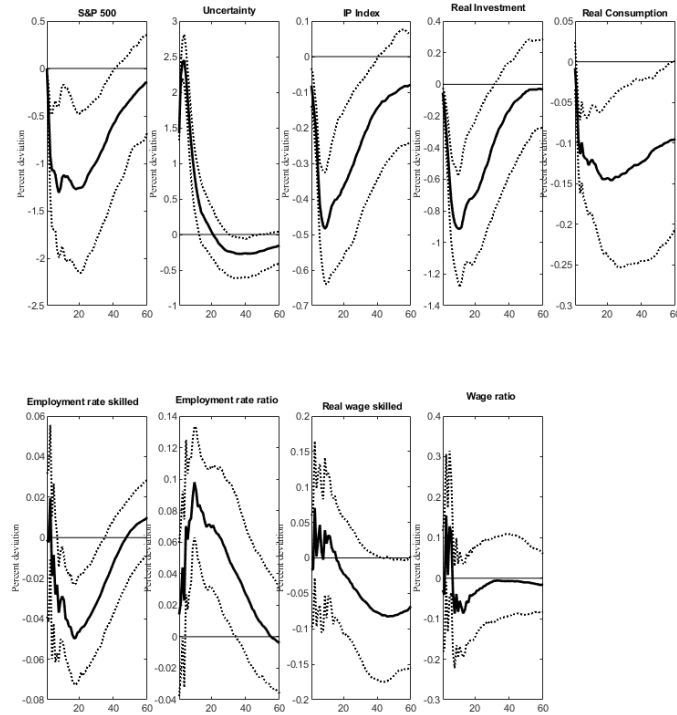 S&P 500
Percent deviation
0.5
0
-0.5
-1
-1.5
-2
-2.5
20 40 60
Uncertainty
Percent deviation
3
2.5
2
1.5
1
0.5
0
-0.5
-1
20 40 60
IP Index
Percent deviation
0.1
0
-0.1
-0.2
-0.3
-0.4
-0.5
-0.6
-0.7
20 40 60
Real Investment
Percent deviation
0.4
0.2
0
-0.2
-0.4
-0.6
-0.8
-1
-1.2
-1.4
20 40 60
Real Consumption
Percent deviation
0.05
0
-0.05
-0.1
-0.15
-0.2
-0.25
-0.3
20 40 60
Employment rate skilled
Percent deviation
0.06
0.04
0.02
0
-0.02
-0.04
-0.06
-0.08
20 40 60
Employment rate ratio
Percent deviation
0.14
0.12
0.1
0.08
0.06
0.04
0.02
0
-0.02
-0.04
20 40 60
Real wage skilled
Percent deviation
0.2
0.15
0.1
0.05
0
-0.05
-0.1
-0.15
-0.2
20 40 60
Wage ratio
Percent deviation
0.4
0.3
0.2
0.1
0
-0.1
-0.2
-0.3
20 40 60